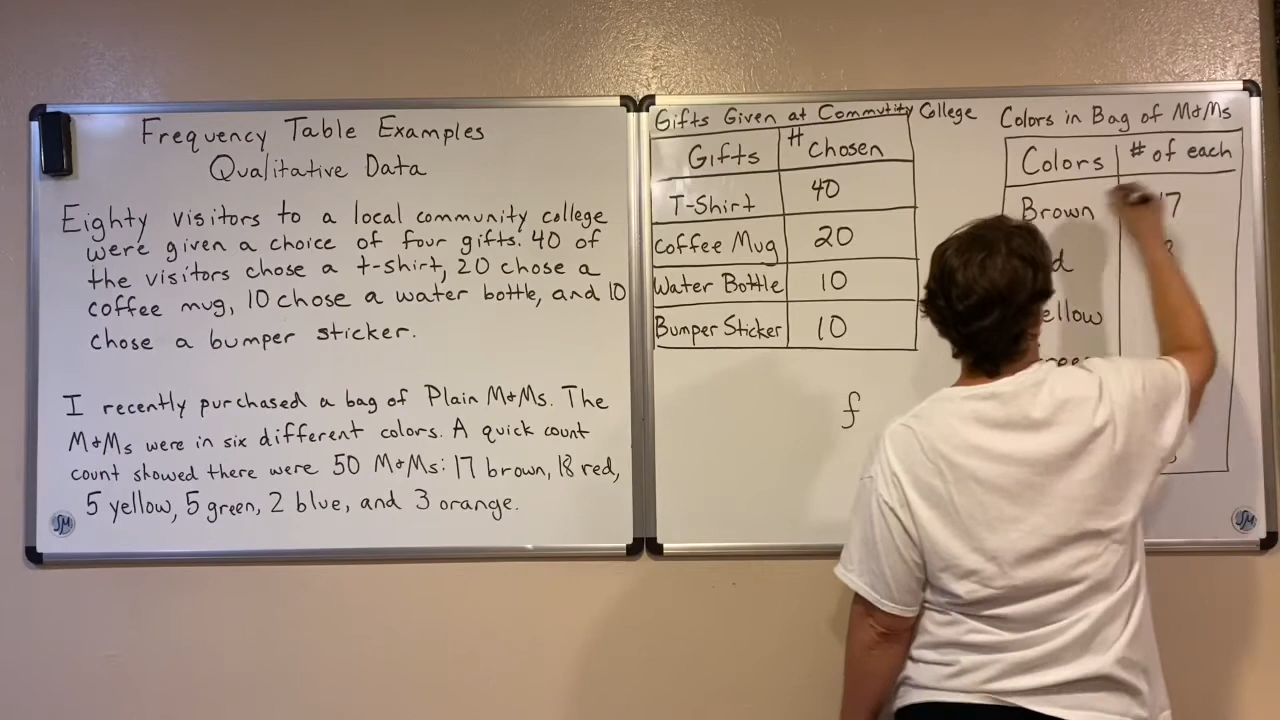 Frequency Table Examples
Qualitative Data
Eighty visitors to a local community college
were given a choice of four gifts. 40 of
the visitors chose a t-shirt, 20 chose a
coffee mug, 10 chose a water bottle, and 10
chose a bumper sticker.
I recently purchased a bag of Plain M&Ms. The
M&Ms were in six different colors. A quick count
count showed there were 50 M&Ms: 17 brown, 18 red,
5 yellow, 5 green, 2 blue, and 3 orange.
SM
Gifts Given at Commutity College
Gifts # Chosen
T-Shirt 40
Coffee Mug 20
Water Bottle 10
Bumper Sticker 10
f
Colors in Bag of M&Ms
Colors # of each
Brown 17
SM